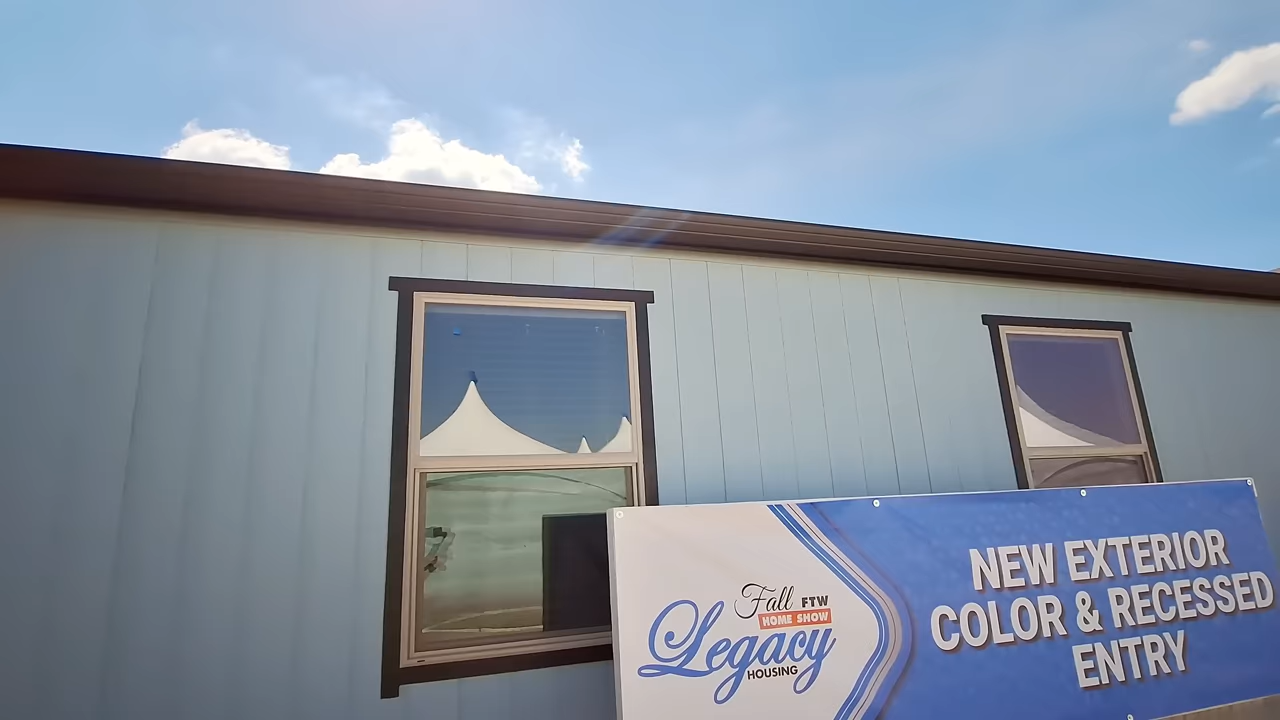 Fall FTW
HOME SHOW
Legacy
HOUSING
NEW EXTERIOR
COLOR & RECESSED
ENTRY